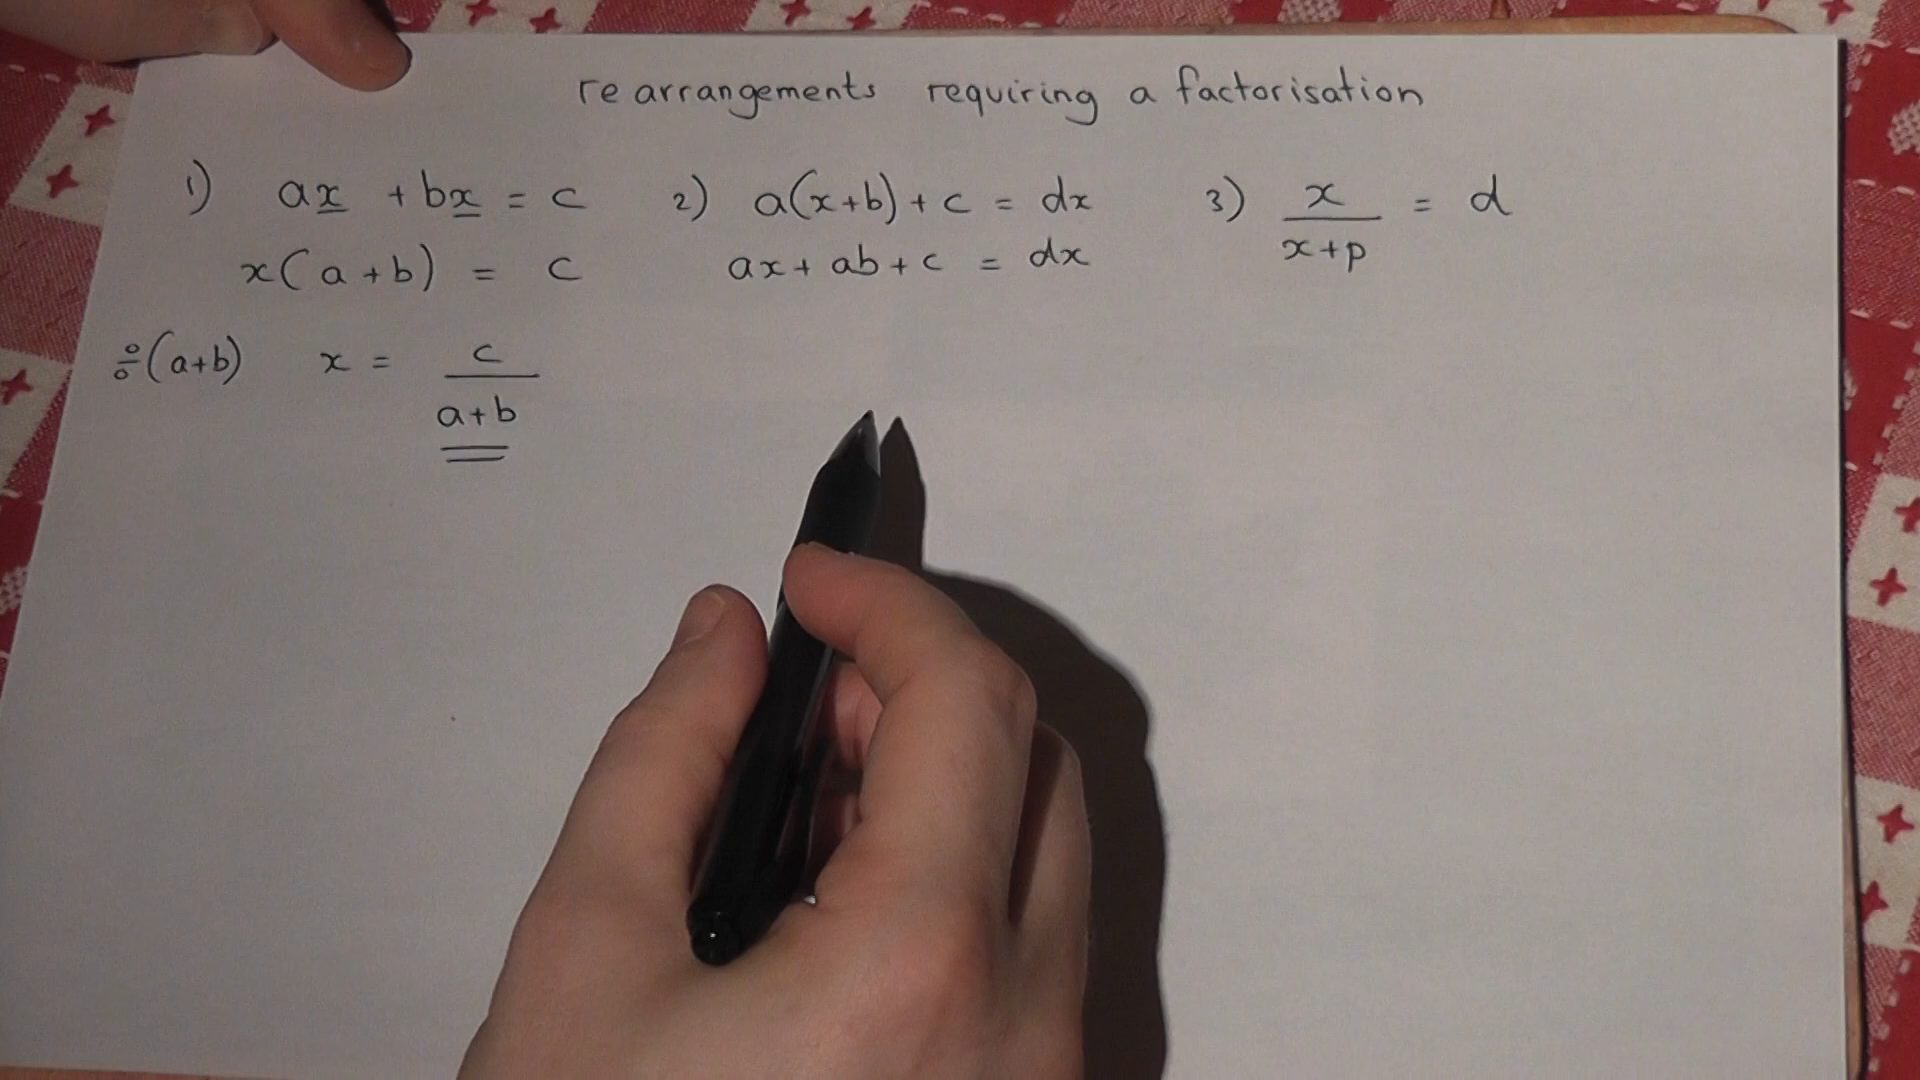 rearrangements requiring a factorisation
1) ax + bx = c
x(a+b) = c
÷(a+b) x = c/a+b
2) a(x+b)+c = dx
ax+ab+c = dx
3) x/x+p = d